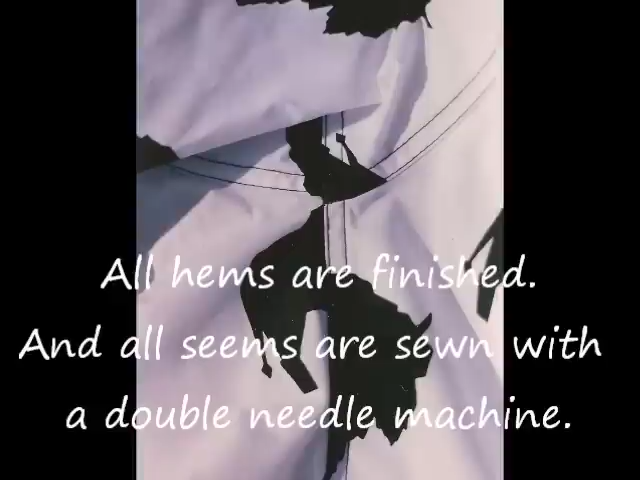 All hems are finished.
And all seems are sewn with
a double needle machine.